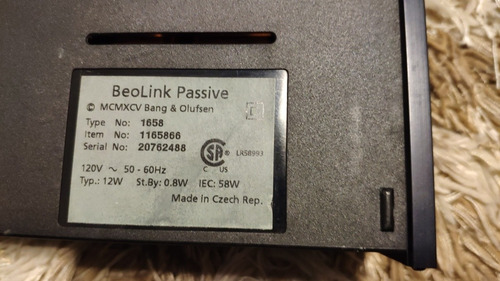 BeoLink Passive
© MCMXCV Bang & Olufsen
Type No: 1658
Item No: 1165866
Serial No: 20762488
SA ® LR58993
C US
120V ~ 50 - 60Hz
Typ.: 12W St.By: 0.8W IEC: 58W
Made in Czech Rep.